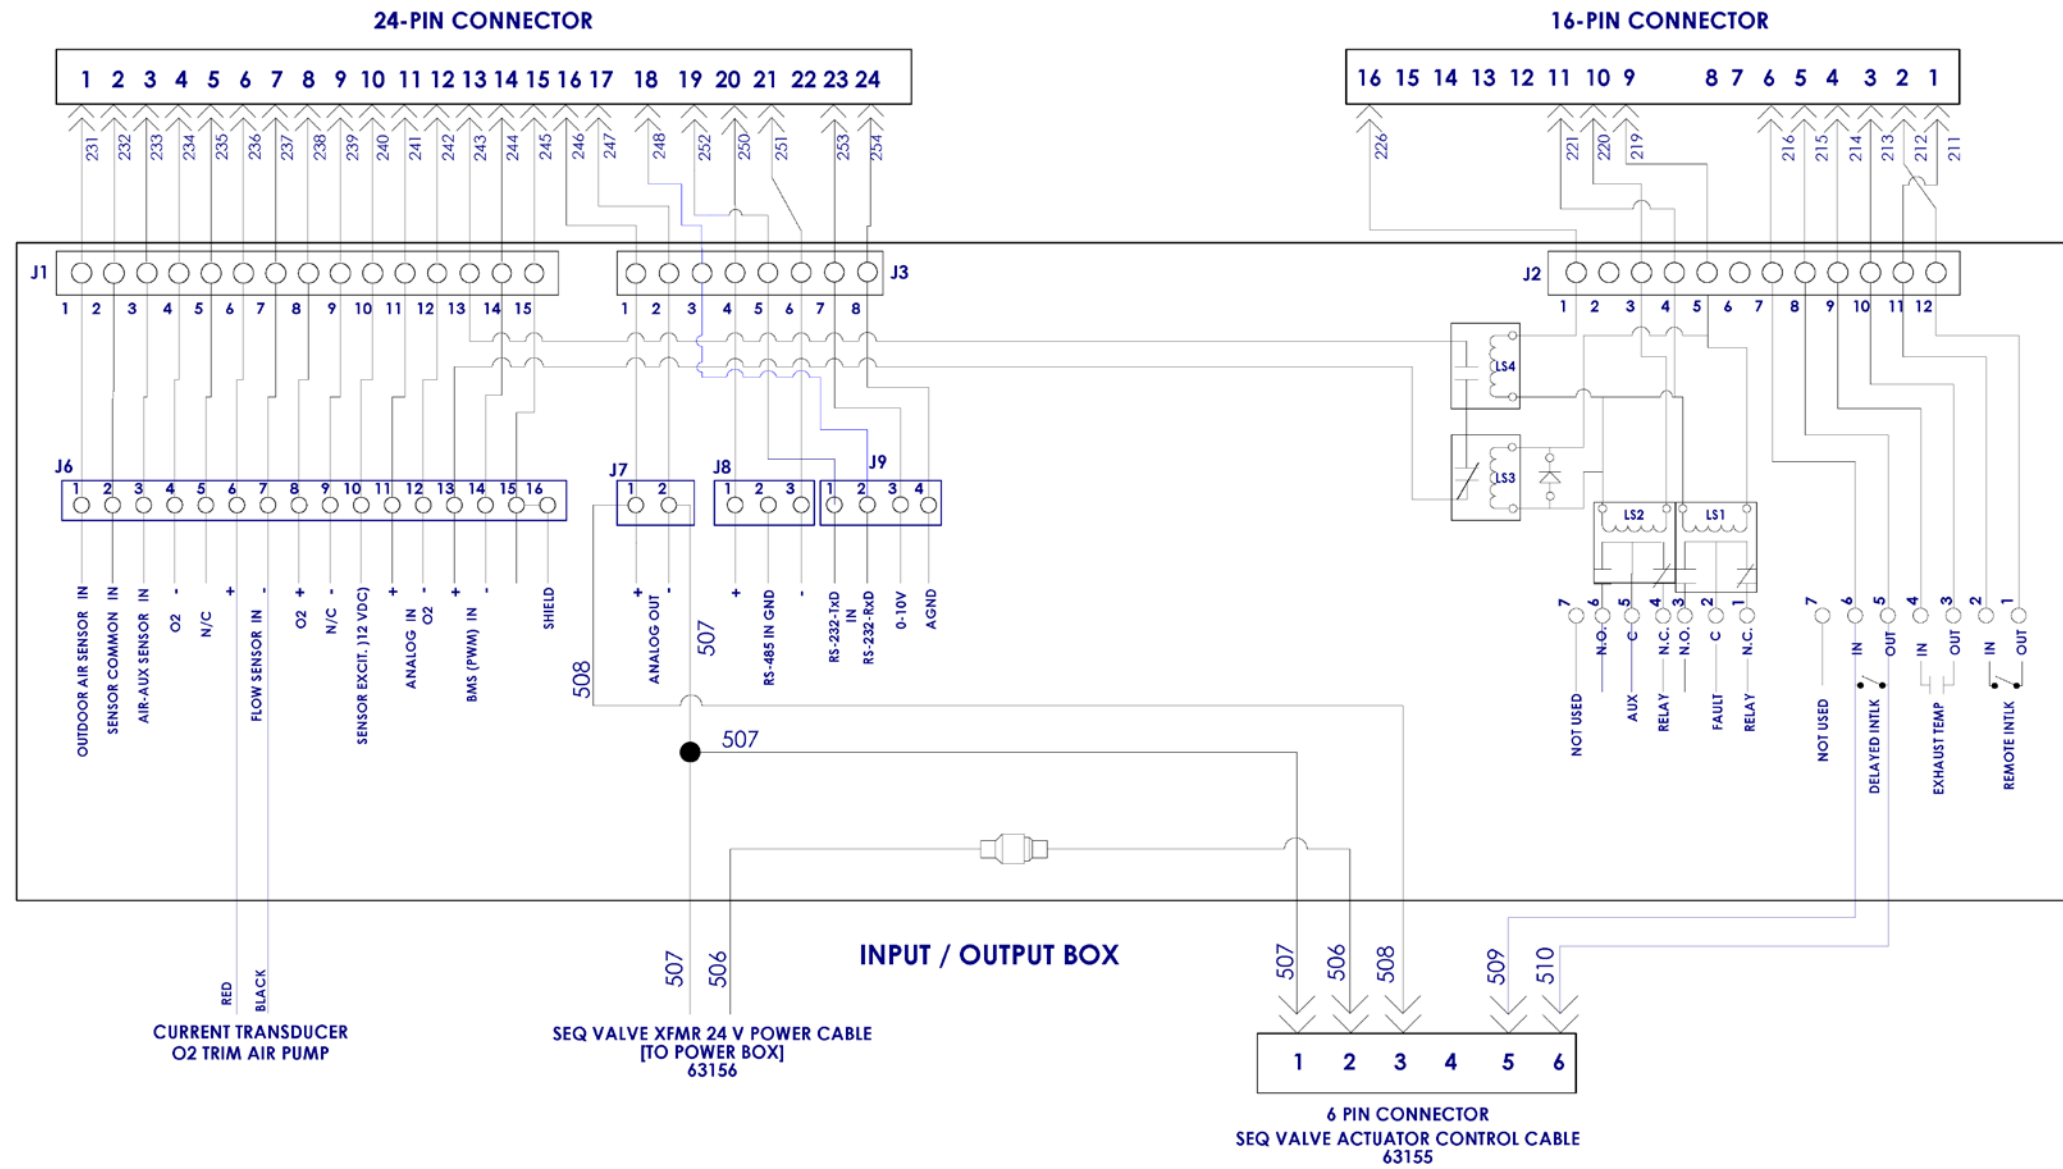 24-PIN CONNECTOR
16-PIN CONNECTOR
1 2 3 4 5 6 7 8 9 10 11 12 13 14 15 16 17 18 19 20 21 22 23 24
16 15 14 13 12 11 10 9 8 7 6 5 4 3 2 1
231 232 233 234 235 236 237 238 239 240 241 242 243 244 245 246 247 248 252 250 251 253 254
226 221 220 219 216 215 214 213 212 211
J1
J3
J2
1 2 3 4 5 6 7 8 9 10 11 12 13 14 15
1 2 3 4 5 6 7 8
1 2 3 4 5 6 7 8 9 10 11 12
LS4
LS3
LS2
LS1
J6
J7
J8
J9
1 2 3 4 5 6 7 8 9 10 11 12 13 14 15 16
1 2
1 2 3
1 2 3 4
OUTDOOR AIR SENSOR IN
SENSOR COMMON IN
AIR-AUX SENSOR IN
O2 -
N/C
+
FLOW SENSOR IN -
O2 +
N/C -
SENSOR EXCIT. )12 VDC)
+
ANALOG IN
O2 -
+
BMS (PWM) IN -
SHIELD
+
ANALOG OUT
-
507
508
+
RS-485 IN GND
-
RS-232-TxD
IN
RS-232-RxD
0-10V
AGND
7 6 5 4 3 2 1
N.O. C N.C. N.O. C N.C.
NOT USED
AUX
RELAY
FAULT
RELAY
7 6 5 4 3 2 1
IN OUT IN OUT IN OUT
NOT USED
DELAYED INTLK
EXHAUST TEMP
REMOTE INTLK
507
INPUT / OUTPUT BOX
RED
BLACK
507
506
507
506
508
509
510
CURRENT TRANSDUCER
O2 TRIM AIR PUMP
SEQ VALVE XFMR 24 V POWER CABLE
[TO POWER BOX]
63156
1 2 3 4 5 6
6 PIN CONNECTOR
SEQ VALVE ACTUATOR CONTROL CABLE
63155